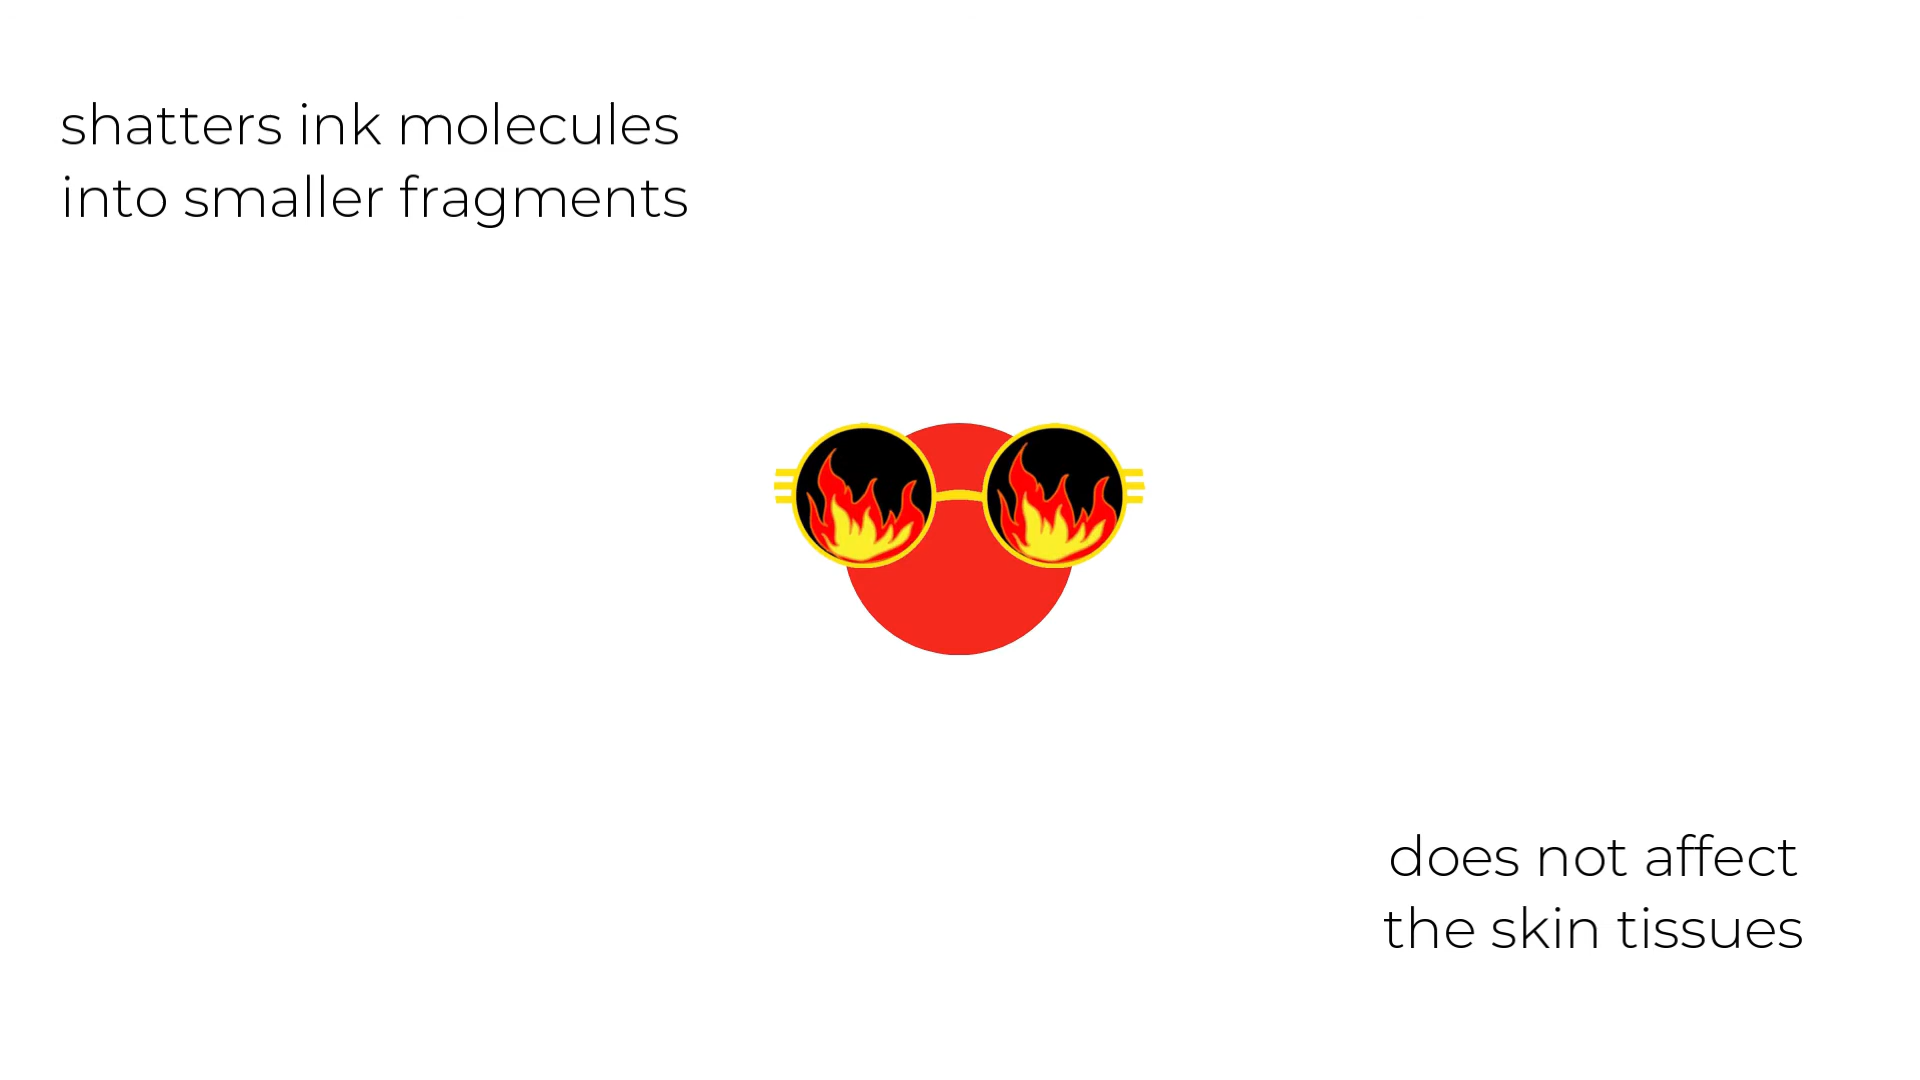 shatters ink molecules
into smaller fragments
does not affect
the skin tissues